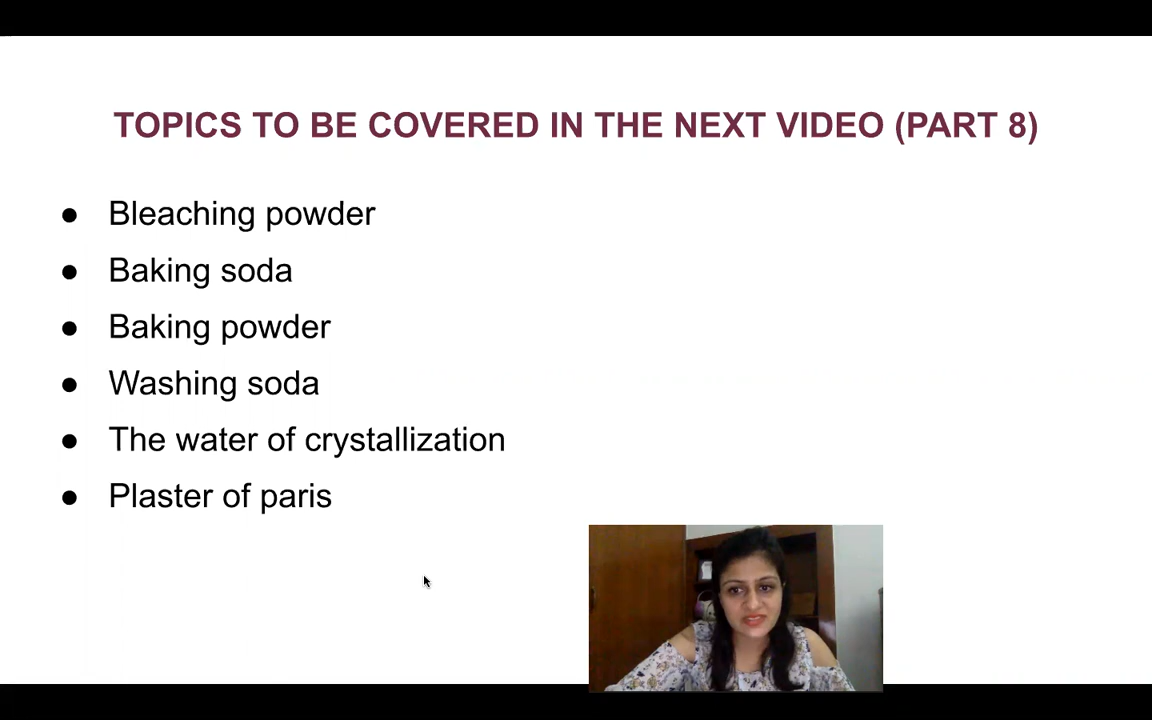 TOPICS TO BE COVERED IN THE NEXT VIDEO (PART 8)
● Bleaching powder
● Baking soda
● Baking powder
● Washing soda
● The water of crystallization
● Plaster of paris